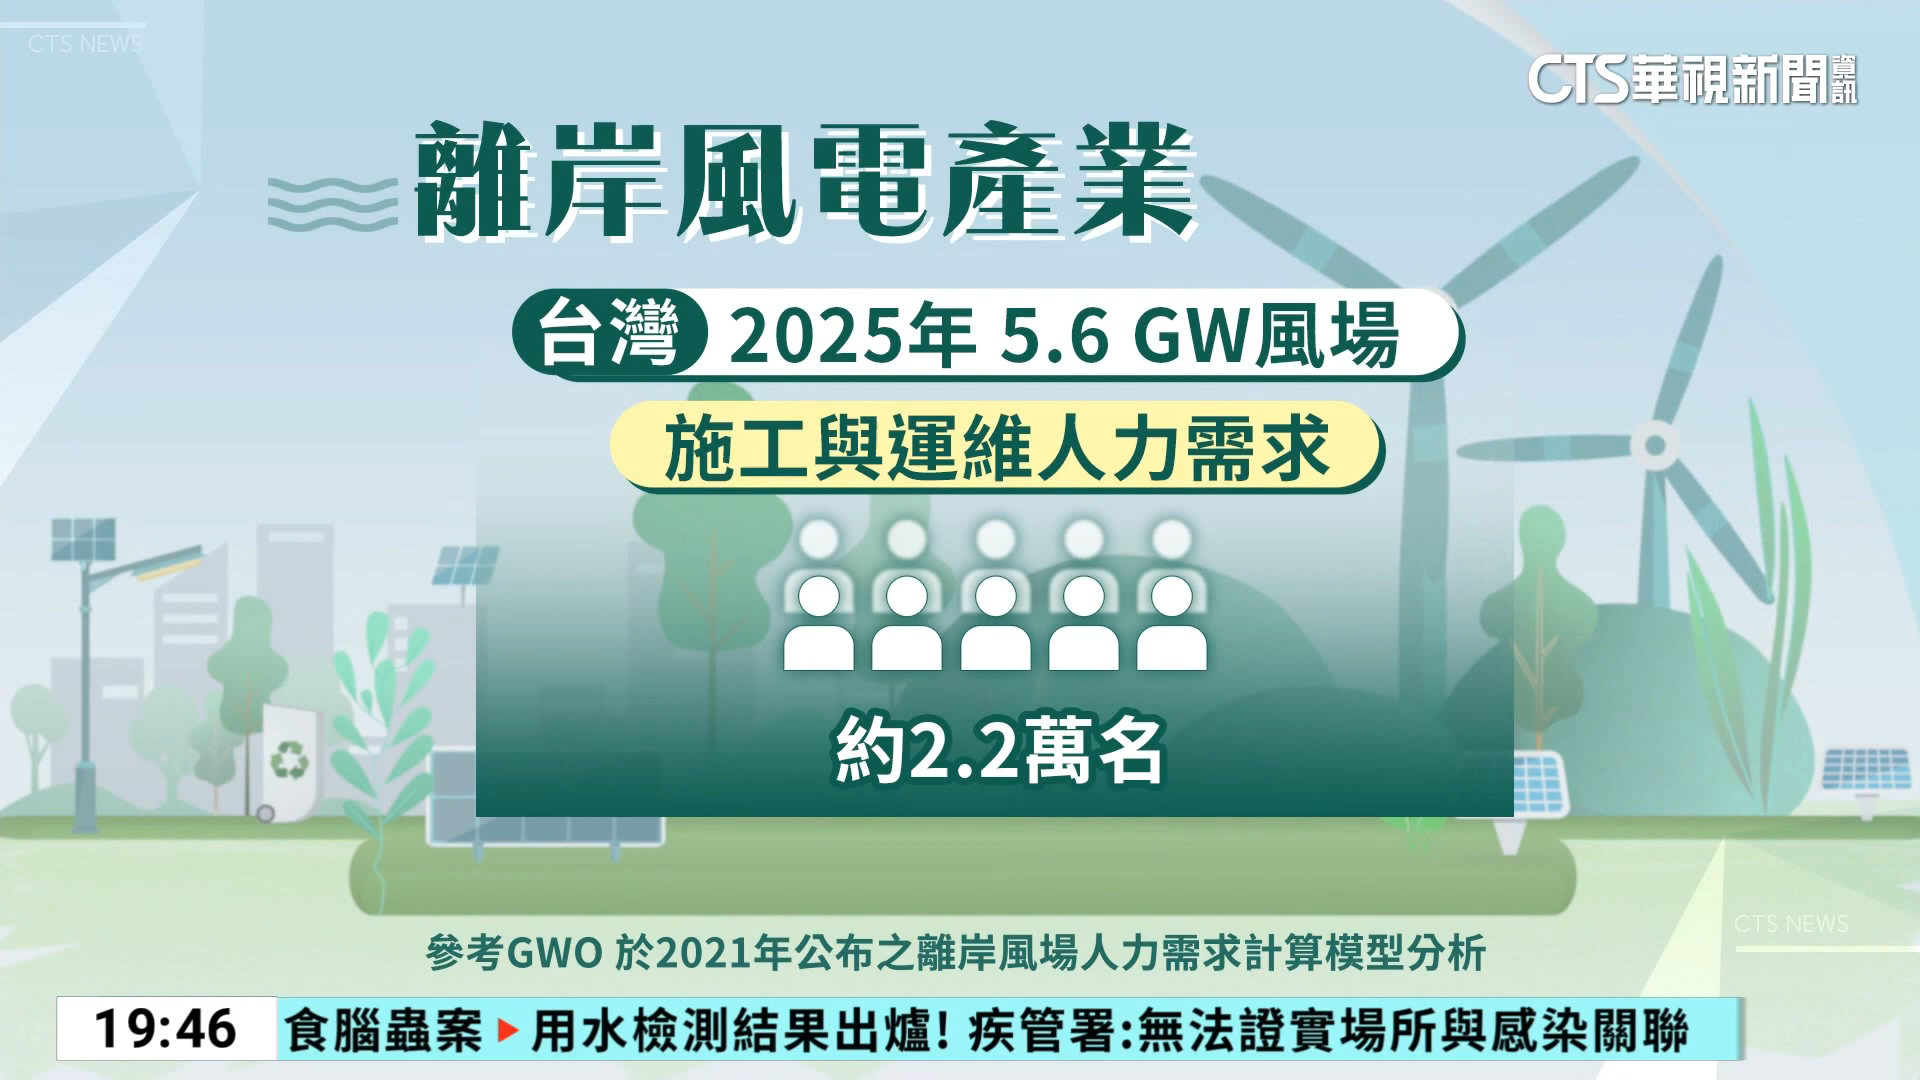 CTS NEWS
CTS華視新聞資訊
離岸風電產業
台灣 2025年 5.6 GW風場
施工與運維人力需求
約2.2萬名
CTS NEWS
參考GWO 於2021年公布之離岸風場人力需求計算模型分析
19:46 食腦蟲案▶用水檢測結果出爐! 疾管署:無法證實場所與感染關聯